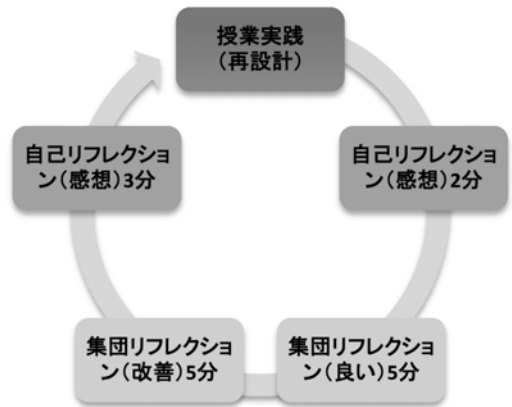 授業実践
(再設計)
自己リフレクショ
ン(感想)2分
集団リフレクショ
ン(良い)5分
集団リフレクショ
ン(改善)5分
自己リフレクショ
ン(感想)3分